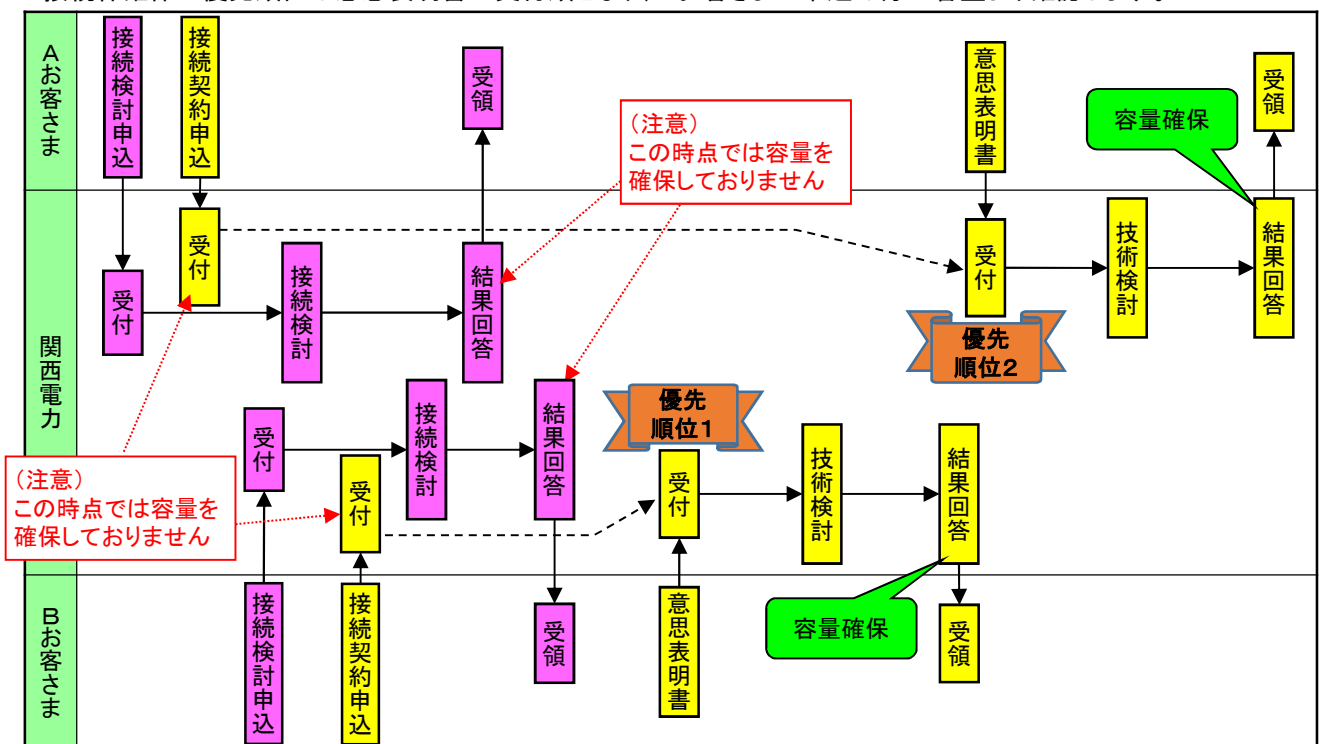 Aお客さま
接続検討申込
接続契約申込
受領
意思表明書
容量確保
受領
（注意）
この時点では容量を
確保しておりません
関西電力
受付
受付
接続検討
結果回答
受付
技術検討
結果回答
優先
順位2
受付
接続検討
結果回答
優先
順位1
（注意）
この時点では容量を
確保しておりません
受付
受付
技術検討
結果回答
Bお客さま
接続検討申込
接続契約申込
受領
意思表明書
容量確保
受領